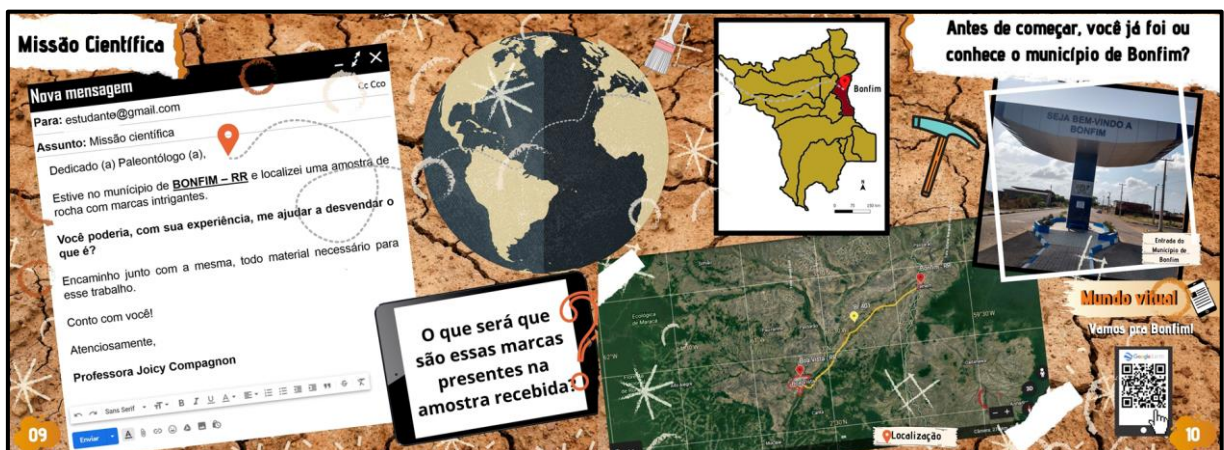 Missão Científica
Nova mensagem
Cc Cco
Para: estudante@gmail.com
Assunto: Missão científica
Dedicado (a) Paleontólogo (a),
Estive no município de BONFIM – RR e localizei uma amostra de
rocha com marcas intrigantes.
Você poderia, com sua experiência, me ajudar a desvendar o
que é?
Encaminho junto com a mesma, todo material necessário para
esse trabalho.
Conto com você!
Atenciosamente,
Professora Joicy Compagnon
Sans Serif
Enviar
09
O que será que
são essas marcas
presentes na
amostra recebida?
Bonfim
N
Antes de começar, você já foi ou
conhece o município de Bonfim?
SEJA BEM-VINDO A
BONFIM
Entrada do
Município de
Bonfim
Localização
Mundo vitual
Vamos pra Bonfim!
10